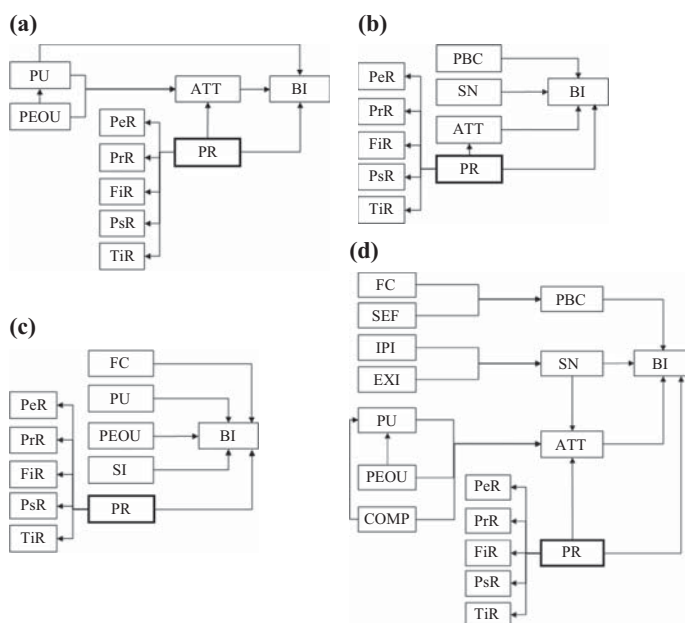 (a)
PU
PEOU
ATT
BI
PeR
PrR
FiR
PsR
TiR
PR
(b)
PBC
SN
ATT
PR
BI
PeR
PrR
FiR
PsR
TiR
(c)
FC
PU
PEOU
SI
PR
BI
PeR
PrR
FiR
PsR
TiR
(d)
FC
SEF
IPI
EXI
PU
PEOU
COMP
PBC
SN
ATT
BI
PeR
PrR
FiR
PsR
TiR
PR